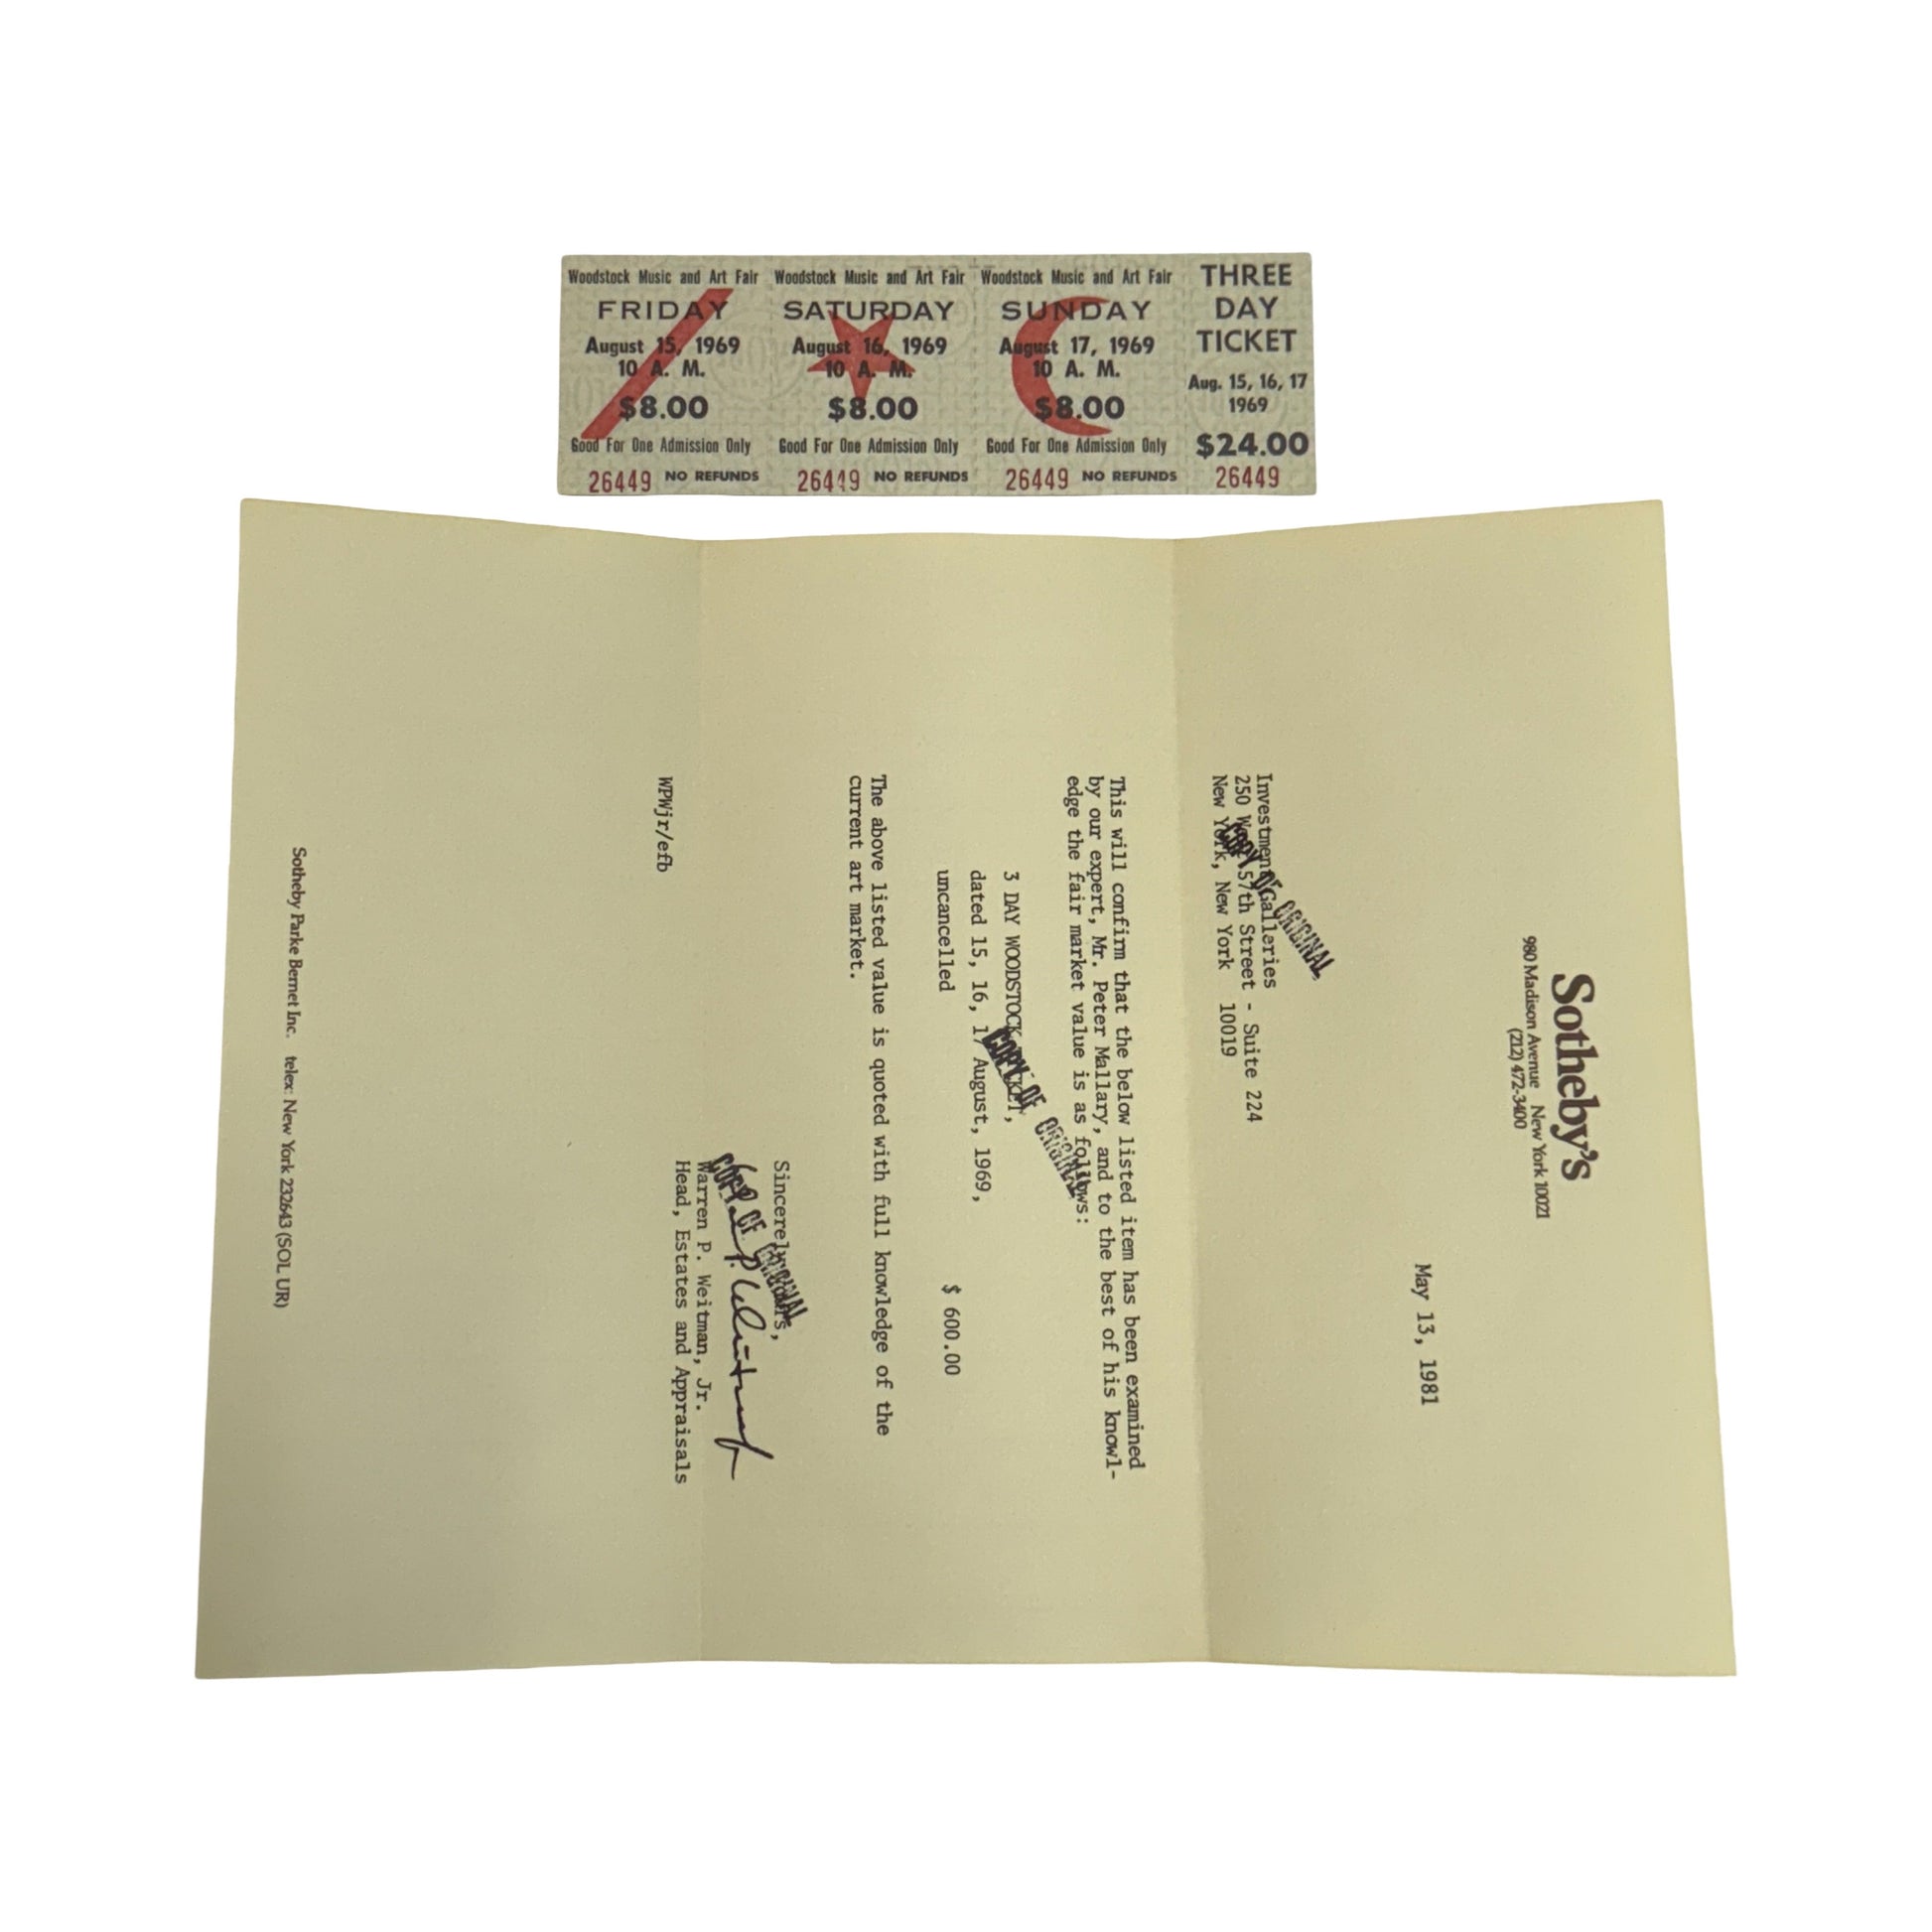 Woodstock Music and Art Fair
FRIDAY
August 15, 1969
10 A. M.
$8.00
Good For One Admission Only
26449 NO REFUNDS
Woodstock Music and Art Fair
SATURDAY
August 16, 1969
10 A. M.
$8.00
Good For One Admission Only
26449 NO REFUNDS
Woodstock Music and Art Fair
SUNDAY
August 17, 1969
10 A. M.
$8.00
Good For One Admission Only
26449 NO REFUNDS
THREE
DAY
TICKET
Aug. 15, 16, 17
1969
$24.00
26449
Sotheby's
980 Madison Avenue New York 10021
(212) 472-3400
May 13, 1981
Investment Galleries
250 West 57th Street - Suite 224
New York, New York 10019
COPY OF ORIGINAL
This will confirm that the below listed item has been examined
by our expert, Mr. Peter Mallary, and to the best of his knowl-
edge the fair market value is as follows:
3 DAY WOODSTOCK TICKET,
dated 15, 16, 17 August, 1969,
uncancelled $ 600.00
COPY OF ORIGINAL
The above listed value is quoted with full knowledge of the
current art market.
Sincerely yours,
COPY OF ORIGINAL
Warren P. Weitman, Jr.
Head, Estates and Appraisals
WPWjr/efb
Sotheby Parke Bernet Inc. telex: New York 232643 (SOL UR)